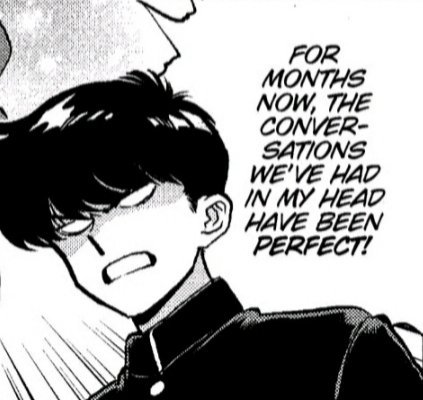 FOR
MONTHS
NOW, THE
CONVER-
SATIONS
WE'VE HAD
IN MY HEAD
HAVE BEEN
PERFECT!